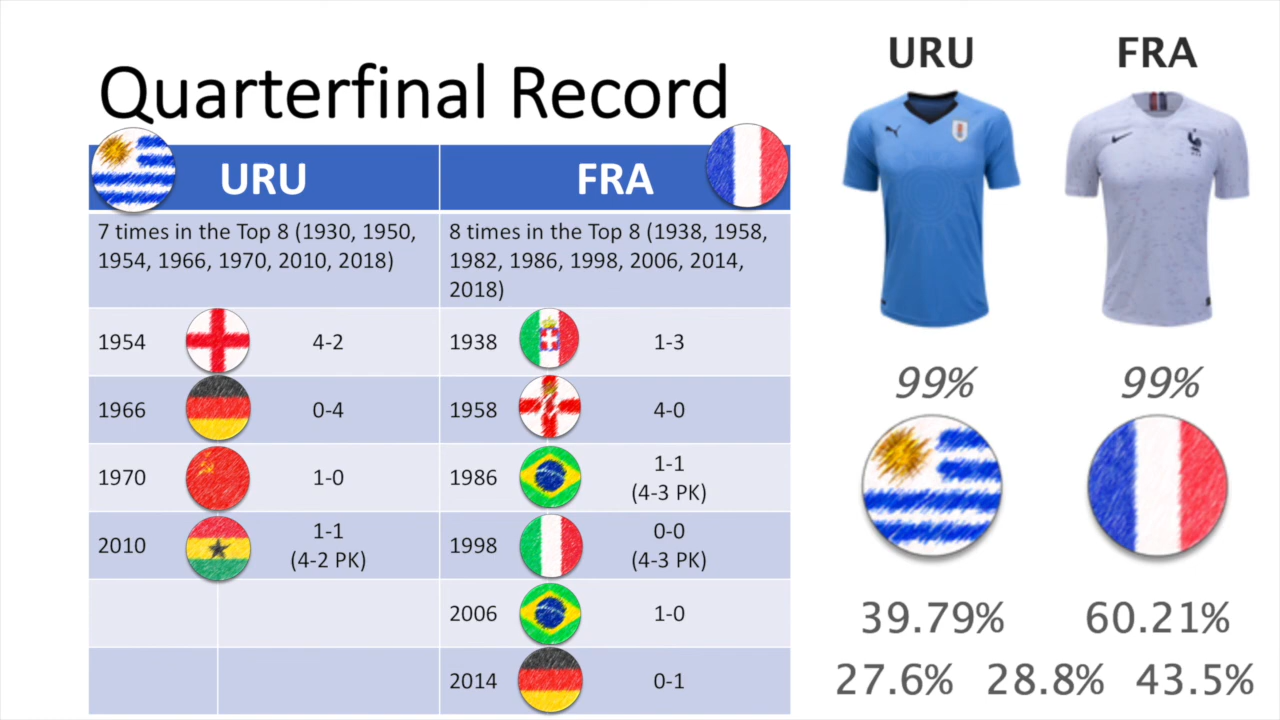 Quarterfinal Record
URU
FRA
7 times in the Top 8 (1930, 1950,
1954, 1966, 1970, 2010, 2018)
8 times in the Top 8 (1938, 1958,
1982, 1986, 1998, 2006, 2014,
2018)
1954 4-2
1938 1-3
1966 0-4
1958 4-0
1970 1-0
1986 1-1
(4-3 PK)
2010 1-1
(4-2 PK)
1998 0-0
(4-3 PK)
2006 1-0
2014 0-1
URU
FRA
99%
99%
39.79%
60.21%
27.6%
28.8%
43.5%